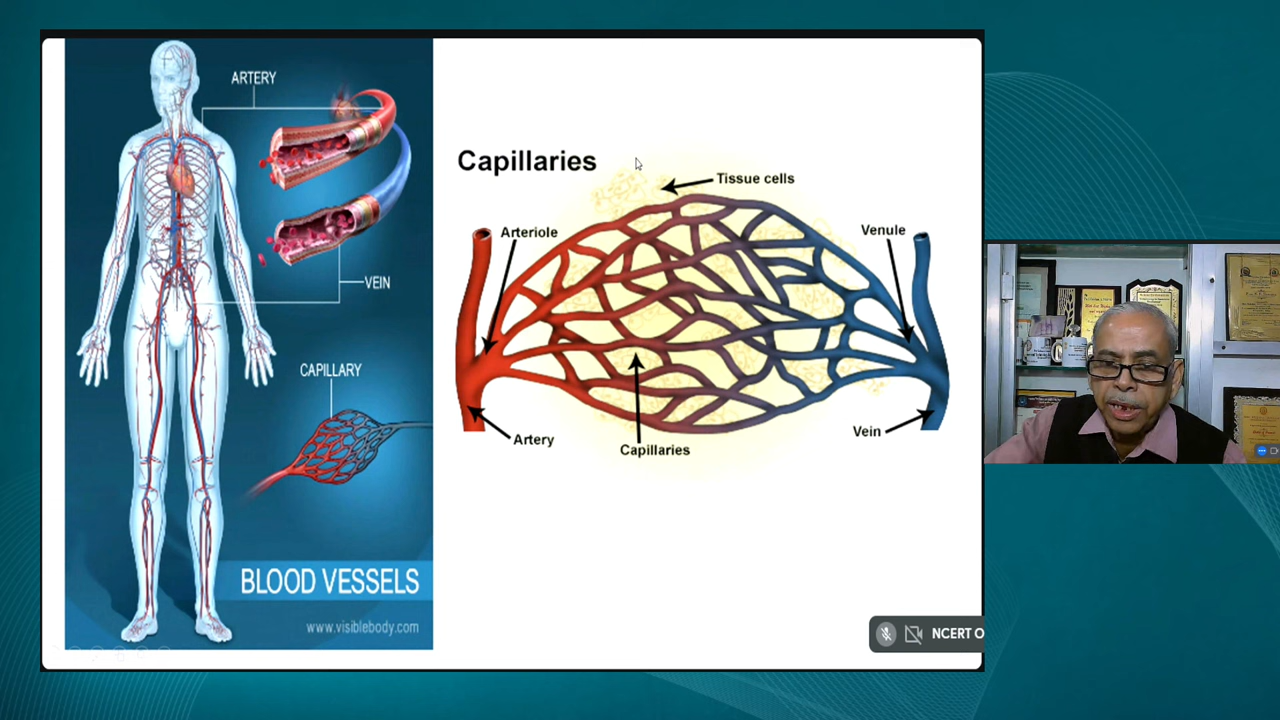 ARTERY
VEIN
CAPILLARY
BLOOD VESSELS
www.visiblebody.com
Capillaries
Tissue cells
Arteriole
Venule
Artery
Capillaries
Vein
NCERT O